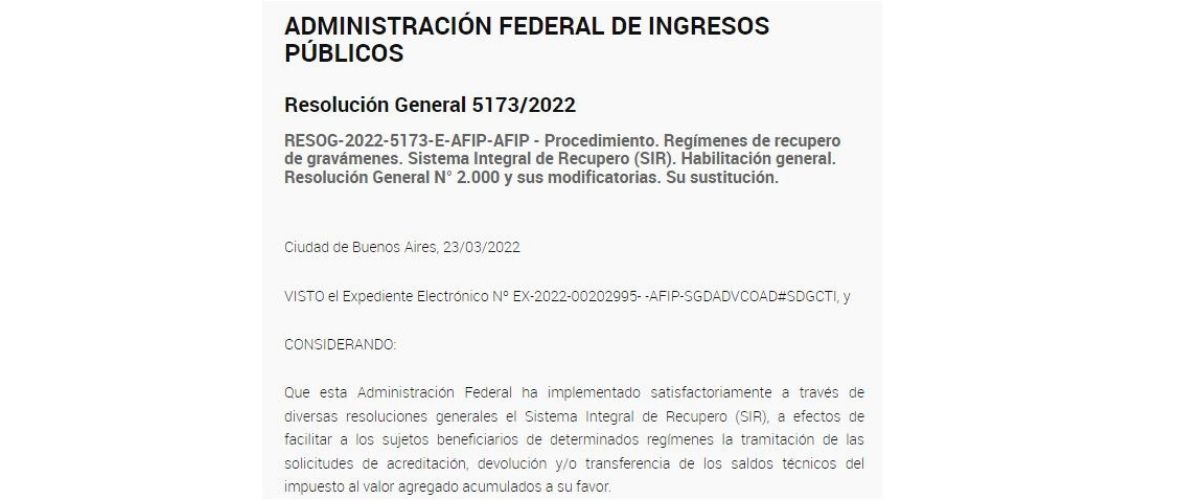 ADMINISTRACIÓN FEDERAL DE INGRESOS
PÚBLICOS
Resolución General 5173/2022
RESOG-2022-5173-E-AFIP-AFIP - Procedimiento. Regímenes de recupero
de gravámenes. Sistema Integral de Recupero (SIR). Habilitación general.
Resolución General N° 2.000 y sus modificatorias. Su sustitución.
Ciudad de Buenos Aires, 23/03/2022
VISTO el Expediente Electrónico Nº EX-2022-00202995- -AFIP-SGDADVCOAD#SDGCTI, y
CONSIDERANDO:
Que esta Administración Federal ha implementado satisfactoriamente a través de
diversas resoluciones generales el Sistema Integral de Recupero (SIR), a efectos de
facilitar a los sujetos beneficiarios de determinados regímenes la tramitación de las
solicitudes de acreditación, devolución y/o transferencia de los saldos técnicos del
impuesto al valor agregado acumulados a su favor.